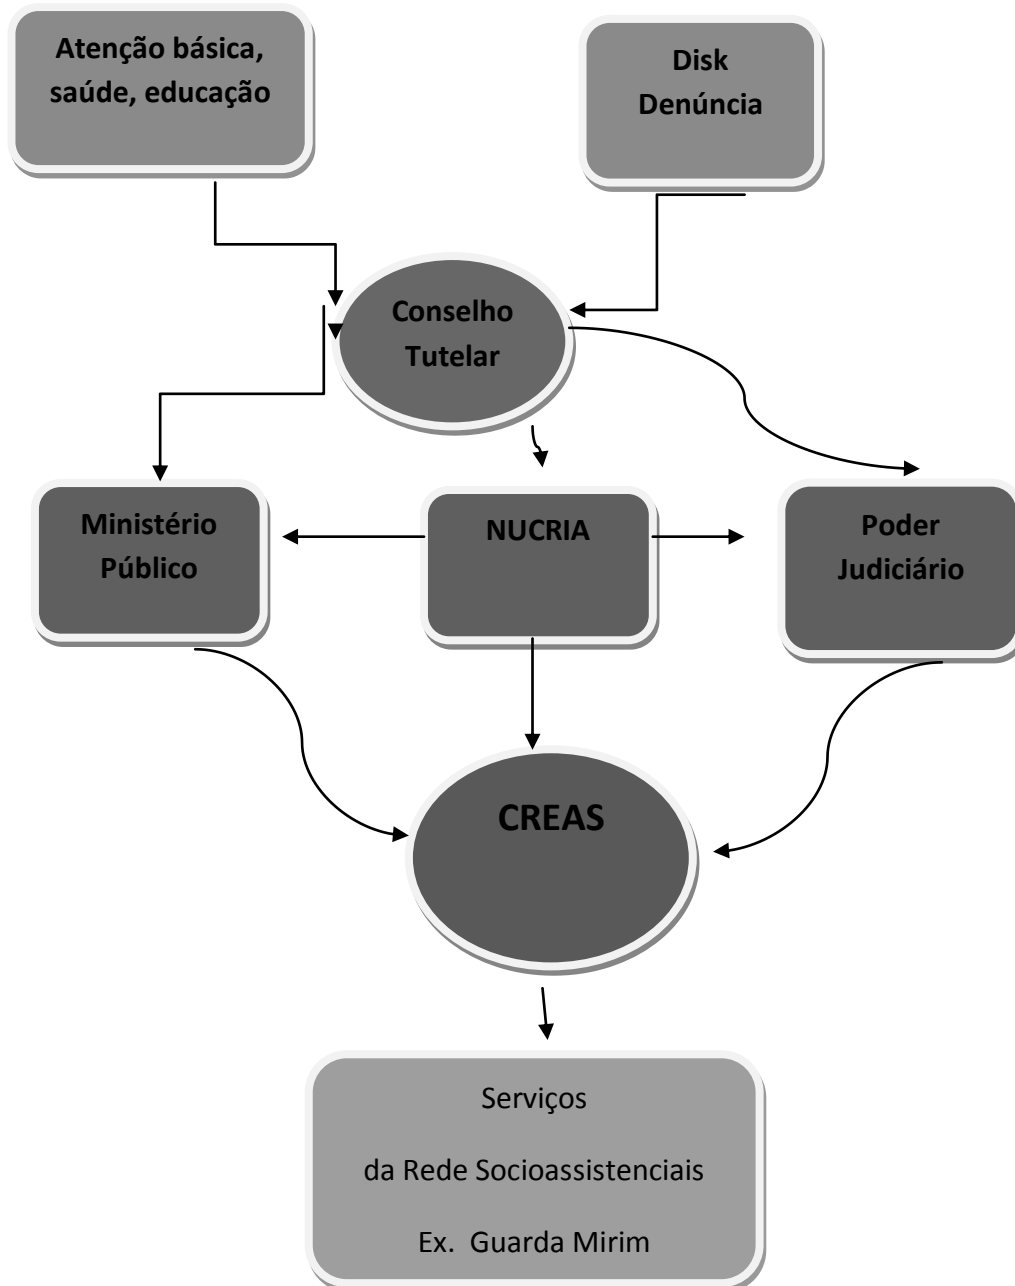 Atenção básica,
saúde, educação
Disk
Denúncia
Conselho
Tutelar
Ministério
Público
NUCRIA
Poder
Judiciário
CREAS
Serviços
da Rede Socioassistenciais
Ex. Guarda Mirim